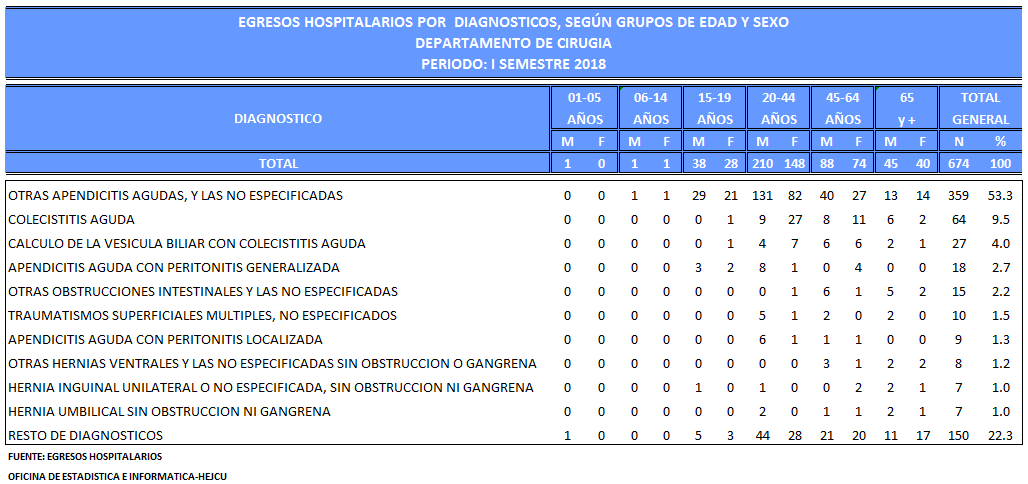 EGRESOS HOSPITALARIOS POR DIAGNOSTICOS, SEGÚN GRUPOS DE EDAD Y SEXO
DEPARTAMENTO DE CIRUGIA
PERIODO: I SEMESTRE 2018
DIAGNOSTICO 01-05 AÑOS 06-14 AÑOS 15-19 AÑOS 20-44 AÑOS 45-64 AÑOS 65 y + TOTAL GENERAL
M F M F M F M F M F M F N %
TOTAL 1 0 1 1 38 28 210 148 88 74 45 40 674 100
OTRAS APENDICITIS AGUDAS, Y LAS NO ESPECIFICADAS 0 0 1 1 29 21 131 82 40 27 13 14 359 53.3
COLECISTITIS AGUDA 0 0 0 0 0 1 9 27 8 11 6 2 64 9.5
CALCULO DE LA VESICULA BILIAR CON COLECISTITIS AGUDA 0 0 0 0 0 1 4 7 6 6 2 1 27 4.0
APENDICITIS AGUDA CON PERITONITIS GENERALIZADA 0 0 0 0 3 2 8 1 0 4 0 0 18 2.7
OTRAS OBSTRUCCIONES INTESTINALES Y LAS NO ESPECIFICADAS 0 0 0 0 0 0 0 1 6 1 5 2 15 2.2
TRAUMATISMOS SUPERFICIALES MULTIPLES, NO ESPECIFICADOS 0 0 0 0 0 0 5 1 2 0 2 0 10 1.5
APENDICITIS AGUDA CON PERITONITIS LOCALIZADA 0 0 0 0 0 0 6 1 1 1 0 0 9 1.3
OTRAS HERNIAS VENTRALES Y LAS NO ESPECIFICADAS SIN OBSTRUCCION O GANGRENA 0 0 0 0 0 0 0 0 3 1 2 2 8 1.2
HERNIA INGUINAL UNILATERAL O NO ESPECIFICADA, SIN OBSTRUCCION NI GANGRENA 0 0 0 0 1 0 1 0 0 2 2 1 7 1.0
HERNIA UMBILICAL SIN OBSTRUCCION NI GANGRENA 0 0 0 0 0 0 2 0 1 1 2 1 7 1.0
RESTO DE DIAGNOSTICOS 1 0 0 0 5 3 44 28 21 20 11 17 150 22.3
FUENTE: EGRESOS HOSPITALARIOS
OFICINA DE ESTADISTICA E INFORMATICA-HEJCU